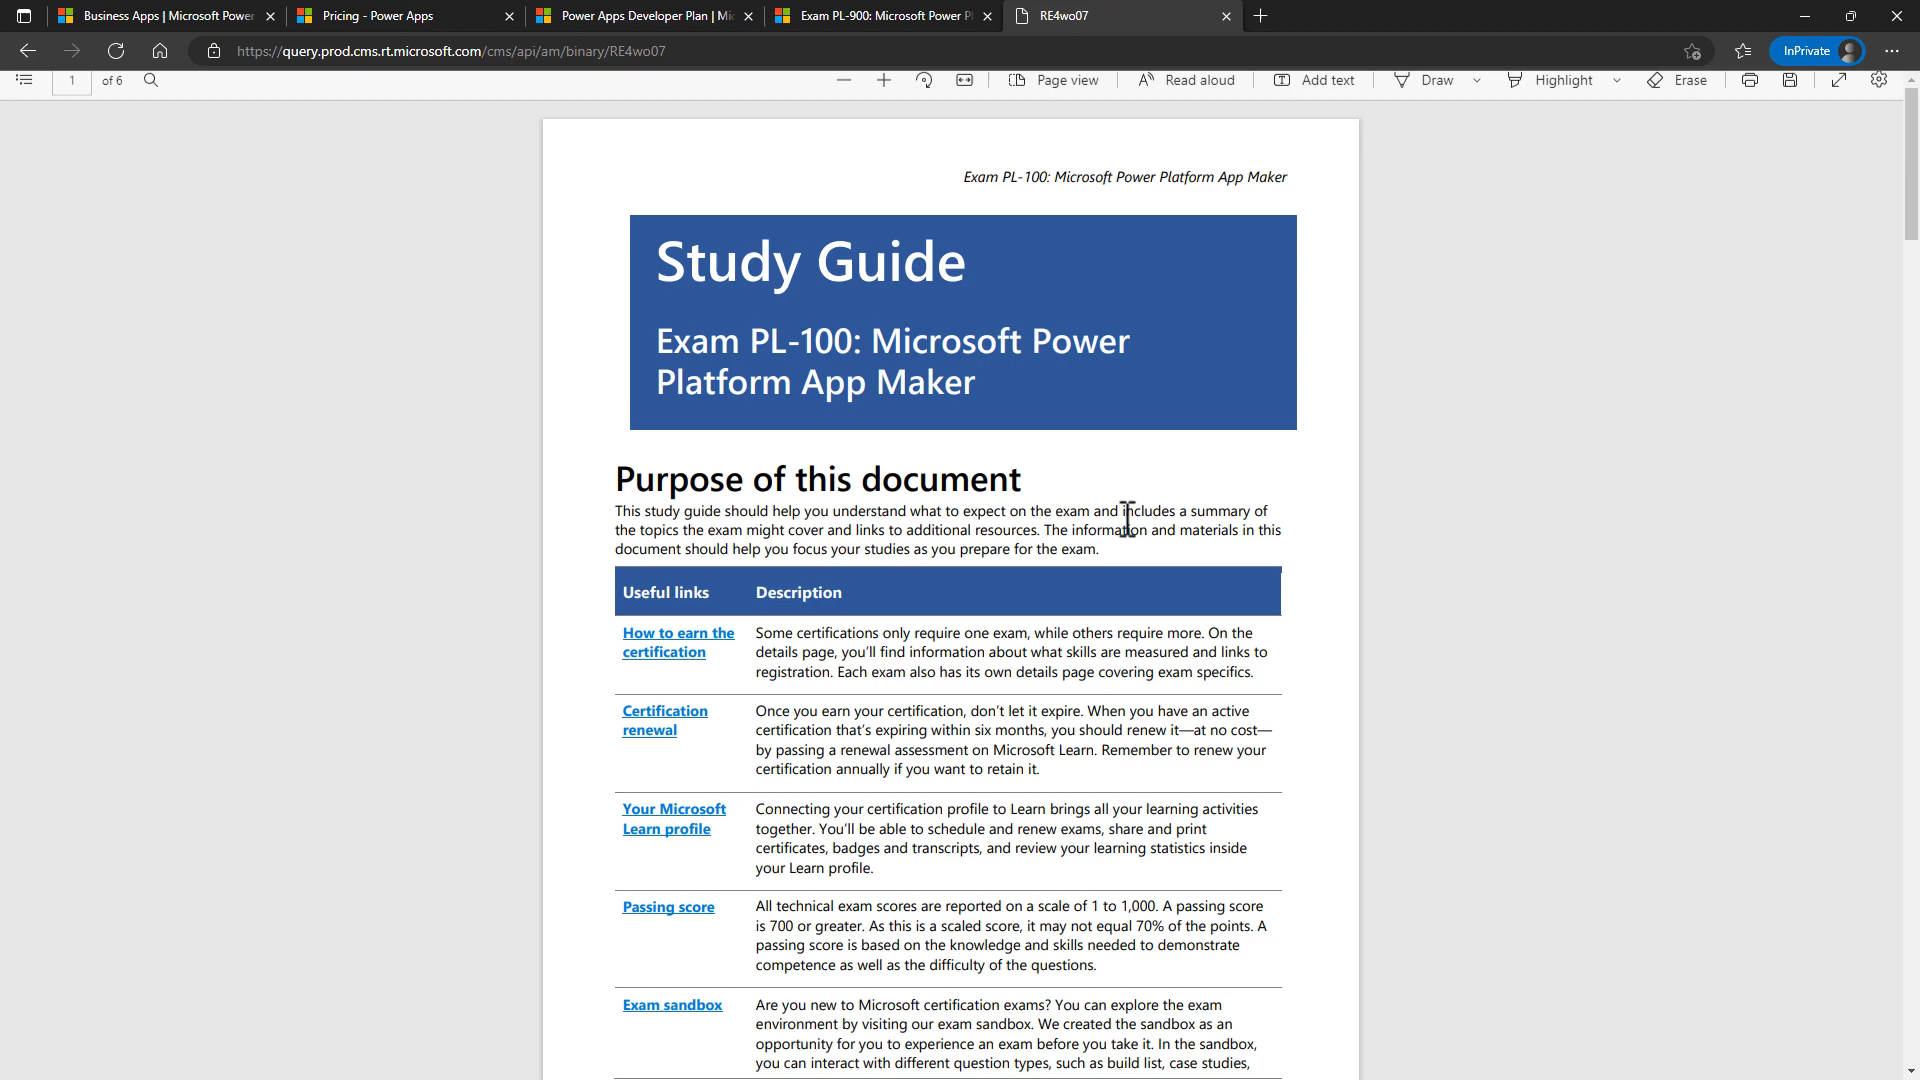 Business Apps | Microsoft Power
Pricing - Power Apps
Power Apps Developer Plan | Mi
Exam PL-900: Microsoft Power P
RE4wo07
https://query.prod.cms.rt.microsoft.com/cms/api/am/binary/RE4wo07
InPrivate
1 of 6
Page view
Read aloud
Add text
Draw
Highlight
Erase
Exam PL-100: Microsoft Power Platform App Maker
Study Guide
Exam PL-100: Microsoft Power
Platform App Maker
Purpose of this document
This study guide should help you understand what to expect on the exam and includes a summary of
the topics the exam might cover and links to additional resources. The information and materials in this
document should help you focus your studies as you prepare for the exam.
Useful links Description
How to earn the
certification
Some certifications only require one exam, while others require more. On the
details page, you'll find information about what skills are measured and links to
registration. Each exam also has its own details page covering exam specifics.
Certification
renewal
Once you earn your certification, don't let it expire. When you have an active
certification that's expiring within six months, you should renew it—at no cost—
by passing a renewal assessment on Microsoft Learn. Remember to renew your
certification annually if you want to retain it.
Your Microsoft
Learn profile
Connecting your certification profile to Learn brings all your learning activities
together. You'll be able to schedule and renew exams, share and print
certificates, badges and transcripts, and review your learning statistics inside
your Learn profile.
Passing score
All technical exam scores are reported on a scale of 1 to 1,000. A passing score
is 700 or greater. As this is a scaled score, it may not equal 70% of the points. A
passing score is based on the knowledge and skills needed to demonstrate
competence as well as the difficulty of the questions.
Exam sandbox
Are you new to Microsoft certification exams? You can explore the exam
environment by visiting our exam sandbox. We created the sandbox as an
opportunity for you to experience an exam before you take it. In the sandbox,
you can interact with different question types, such as build list, case studies,